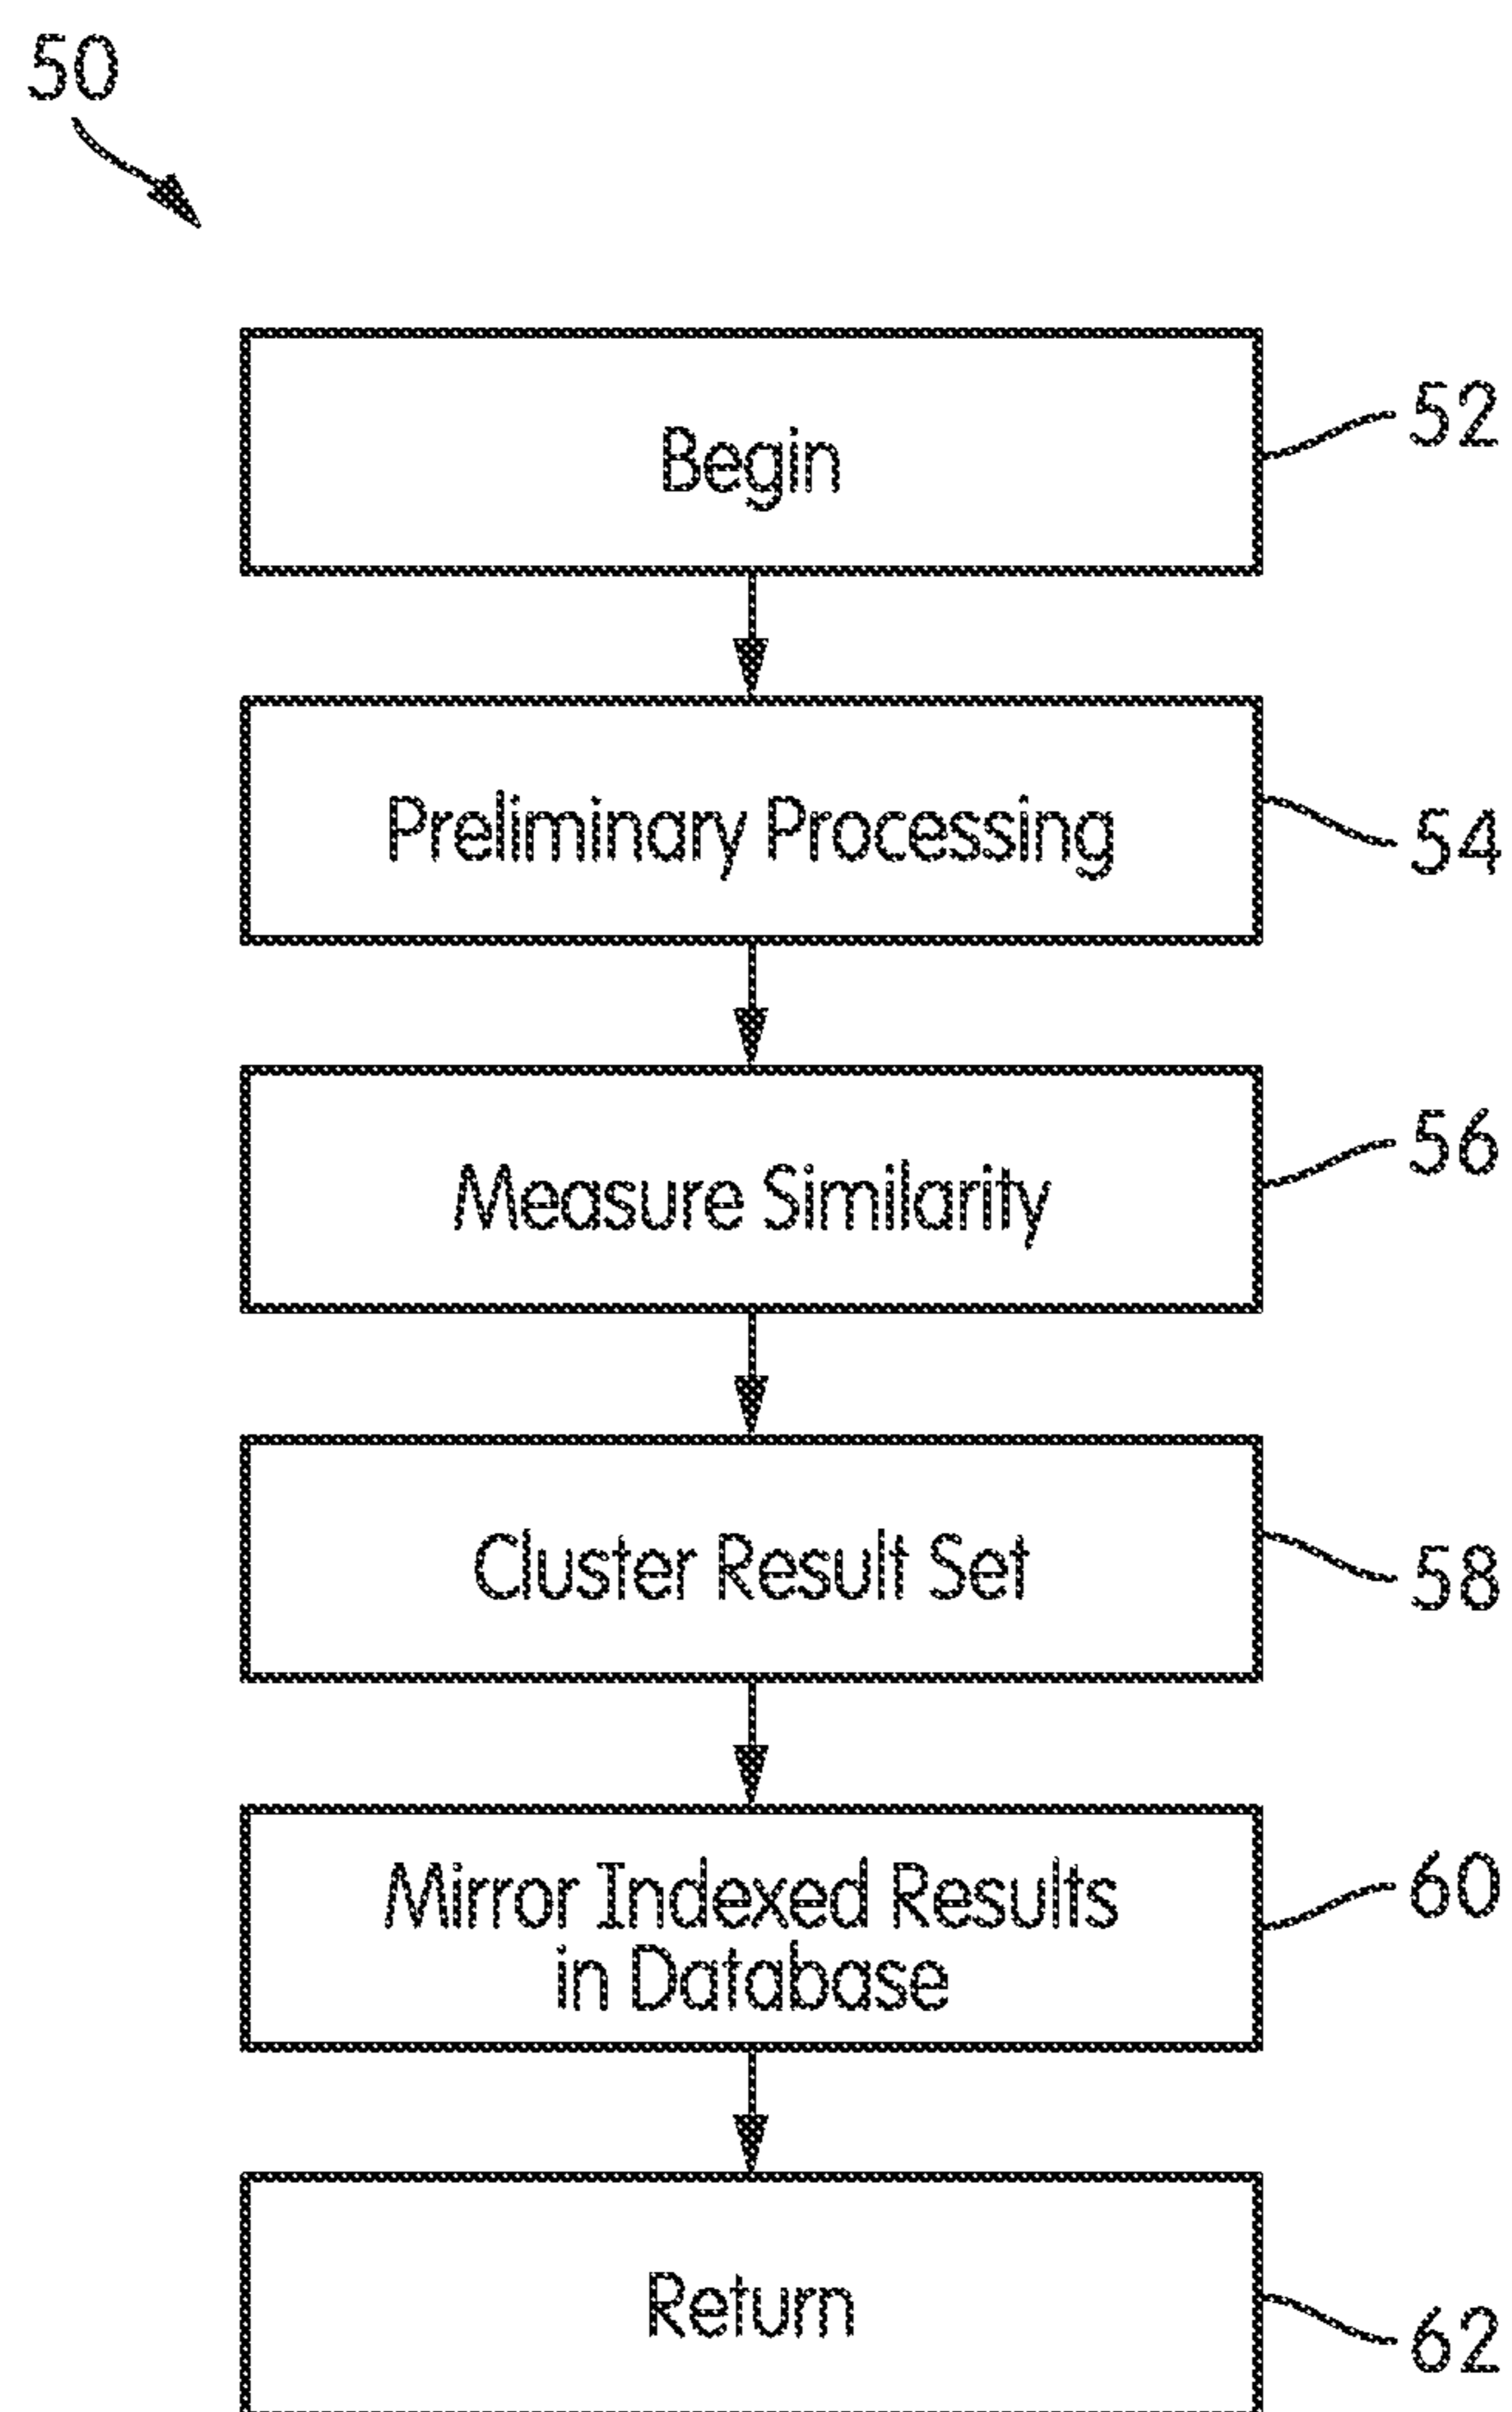 50
Begin
52
Preliminary Processing
54
Measure Similarity
56
Cluster Result Set
58
Mirror Indexed Results
in Database
60
Return
62